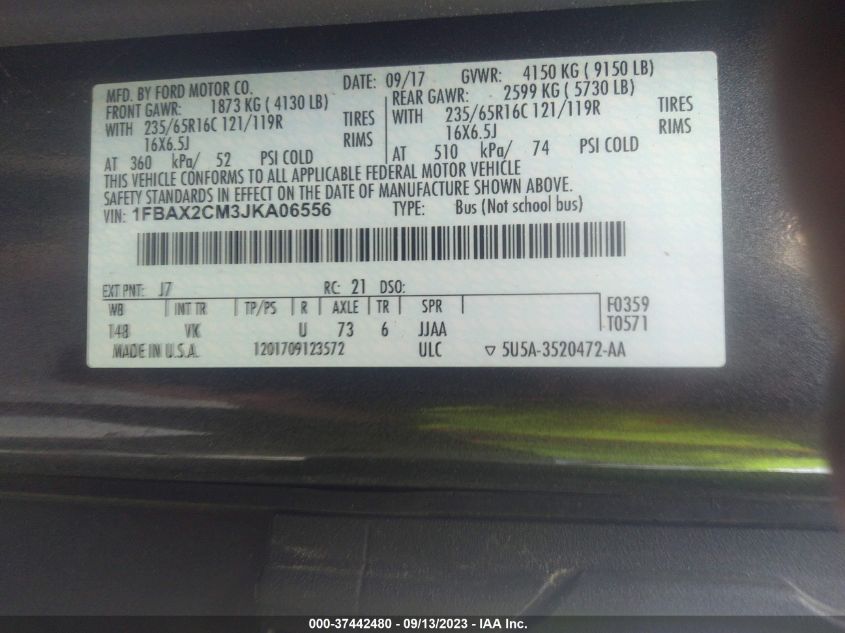 MFD. BY FORD MOTOR CO. DATE: 09/17 GVWR: 4150 KG ( 9150 LB)
FRONT GAWR: 1873 KG ( 4130 LB) REAR GAWR: 2599 KG ( 5730 LB)
WITH 235/65R16C 121/119R TIRES WITH 235/65R16C 121/119R TIRES
16X6.5J RIMS 16X6.5J RIMS
AT 360 kPa/ 52 PSI COLD AT 510 kPa/ 74 PSI COLD
THIS VEHICLE CONFORMS TO ALL APPLICABLE FEDERAL MOTOR VEHICLE
SAFETY STANDARDS IN EFFECT ON THE DATE OF MANUFACTURE SHOWN ABOVE.
VIN: 1FBAX2CM3JKA06556 TYPE: Bus (Not school bus)
EXT PNT: J7 RC: 21 DSO:
WB INT TR TP/PS R AXLE TR SPR F0359
148 VK U 73 6 JJAA T0571
MADE IN U.S.A. 1201709123572 ULC ▽ 5U5A-3520472-AA
000-37442480 - 09/13/2023 - IAA Inc.